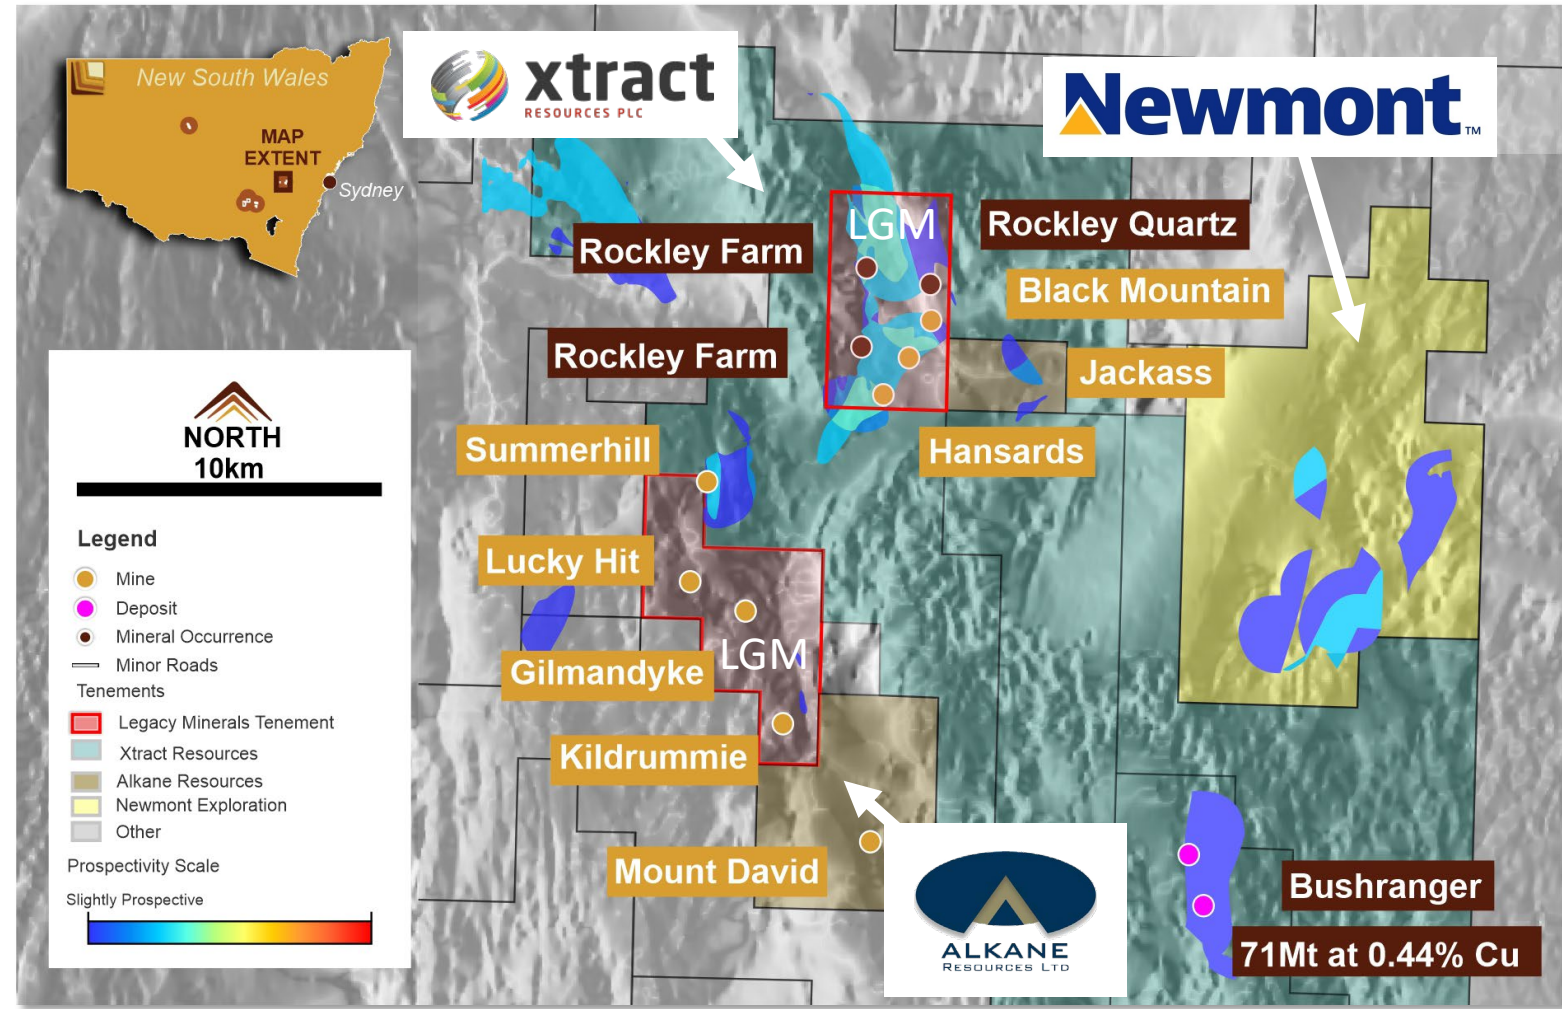 New South Wales
MAP
EXTENT
Sydney
xtract
RESOURCES PLC
Newmont™
LGM
Rockley Farm
Rockley Quartz
Black Mountain
Rockley Farm
Jackass
Summerhill
Hansards
Lucky Hit
LGM
Gilmandyke
Kildrummie
Mount David
ALKANE
RESOURCES LTD
Bushranger
71Mt at 0.44% Cu
NORTH
10km
Legend
Mine
Deposit
Mineral Occurrence
Minor Roads
Tenements
Legacy Minerals Tenement
Xtract Resources
Alkane Resources
Newmont Exploration
Other
Prospectivity Scale
Slightly Prospective